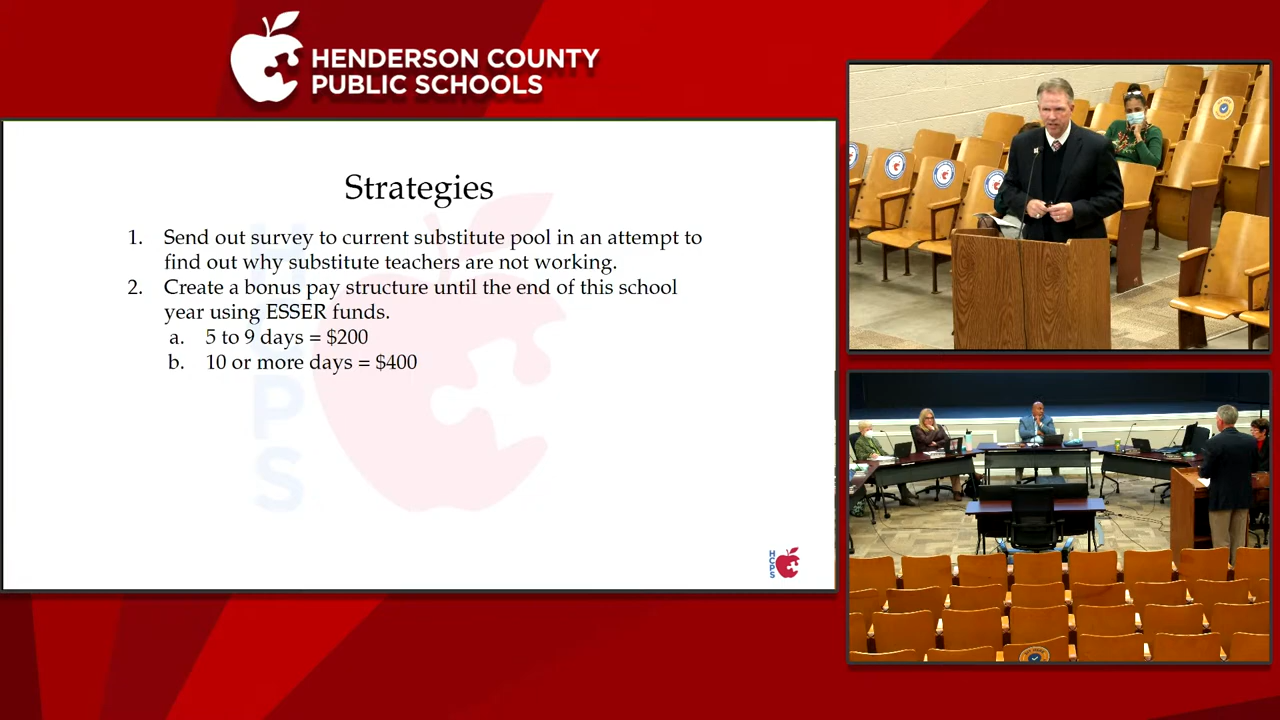 HENDERSON COUNTY
PUBLIC SCHOOLS
Strategies
1. Send out survey to current substitute pool in an attempt to
find out why substitute teachers are not working.
2. Create a bonus pay structure until the end of this school
year using ESSER funds.
a. 5 to 9 days = $200
b. 10 or more days = $400
HCPS
HCPS